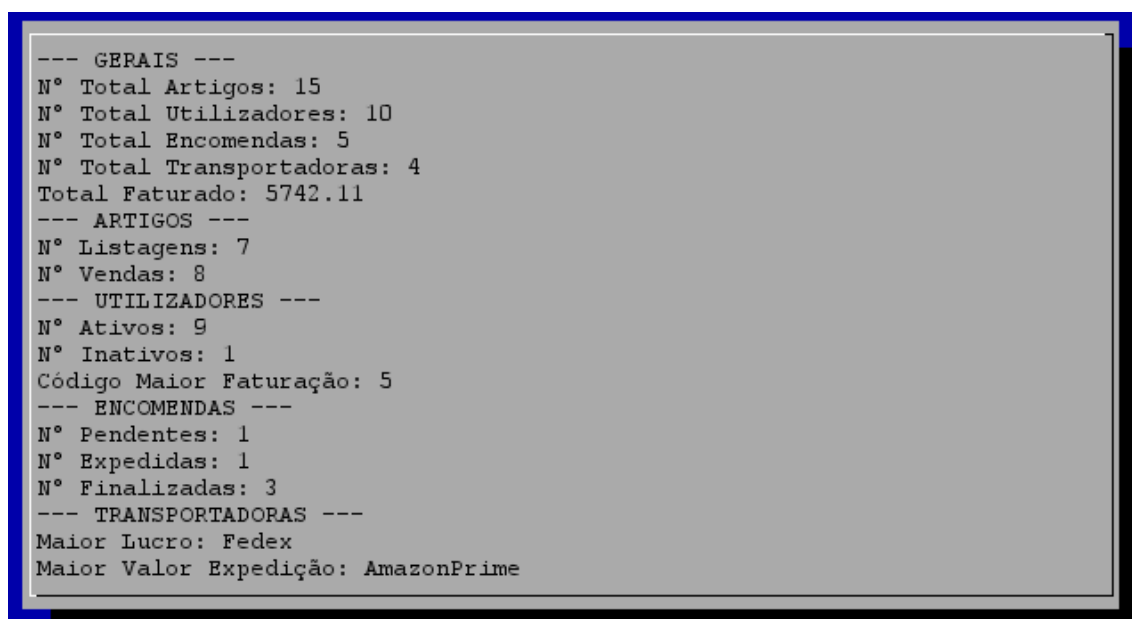 --- GERAIS ---
Nº Total Artigos: 15
Nº Total Utilizadores: 10
Nº Total Encomendas: 5
Nº Total Transportadoras: 4
Total Faturado: 5742.11
--- ARTIGOS ---
Nº Listagens: 7
Nº Vendas: 8
--- UTILIZADORES ---
Nº Ativos: 9
Nº Inativos: 1
Código Maior Faturação: 5
--- ENCOMENDAS ---
Nº Pendentes: 1
Nº Expedidas: 1
Nº Finalizadas: 3
--- TRANSPORTADORAS ---
Maior Lucro: Fedex
Maior Valor Expedição: AmazonPrime